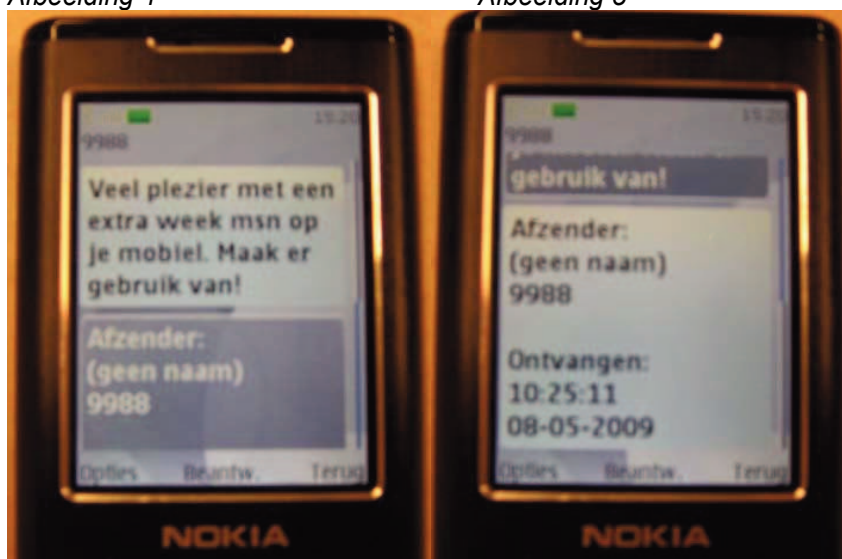 Afbeelding
Afbeelding
15:20
9988
Veel plezier met een
extra week msn op
je mobiel. Maak er
gebruik van!
Afzender:
(geen naam)
9988
Opties Beantw. Terug
NOKIA
15:20
9988
gebruik van!
Afzender:
(geen naam)
9988
Ontvangen:
10:25:11
08-05-2009
Opties Beantw. Terug
NOKIA